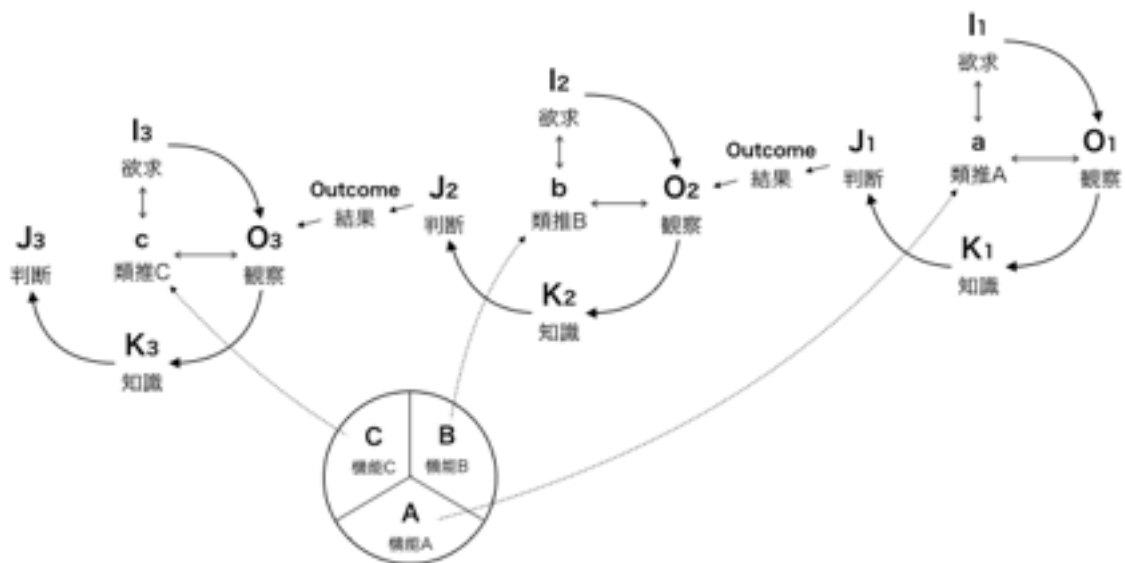 I1
欲求
a
類推A
O1
観察
K1
知識
J1
判断
Outcome
結果
I2
欲求
b
類推B
O2
観察
K2
知識
J2
判断
Outcome
結果
I3
欲求
c
類推C
O3
観察
K3
知識
J3
判断
C
機能C
B
機能B
A
機能A